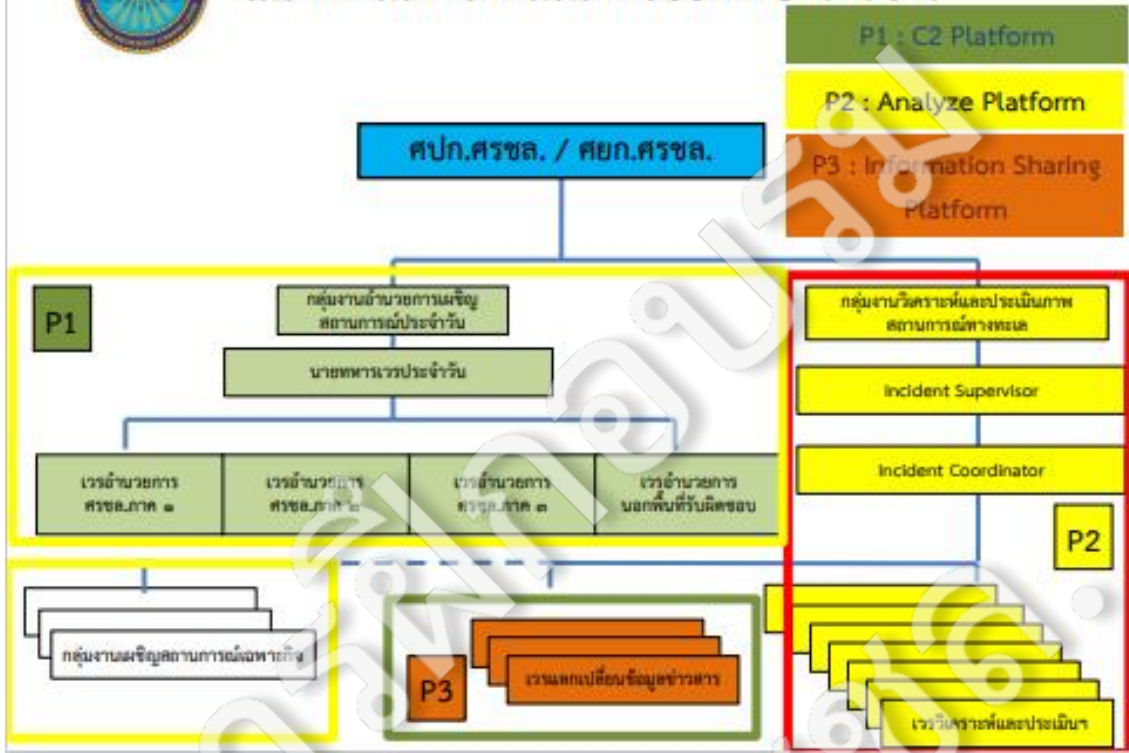 P1 : C2 Platform
P2 : Analyze Platform
P3 : Information Sharing
Platform
ศปก.ศรชล. / ศยก.ศรชล.
P1
กลุ่มงานอำนวยการเผชิญ
สถานการณ์ประจำวัน
นายทหารเวรประจำวัน
เวรอำนวยการ
ศรชล.ภาค ๑
เวรอำนวยการ
ศรชล.ภาค ๒
เวรอำนวยการ
ศรชล.ภาค ๓
เวรอำนวยการ
นอกพื้นที่รับผิดชอบ
กลุ่มงานวิเคราะห์และประเมินภาพ
สถานการณ์ทางทะเล
Incident Supervisor
Incident Coordinator
P2
กลุ่มงานเผชิญสถานการณ์เฉพาะกิจ
P3
เวรแลกเปลี่ยนข้อมูลข่าวสาร
เวรวิเคราะห์และประเมินฯ